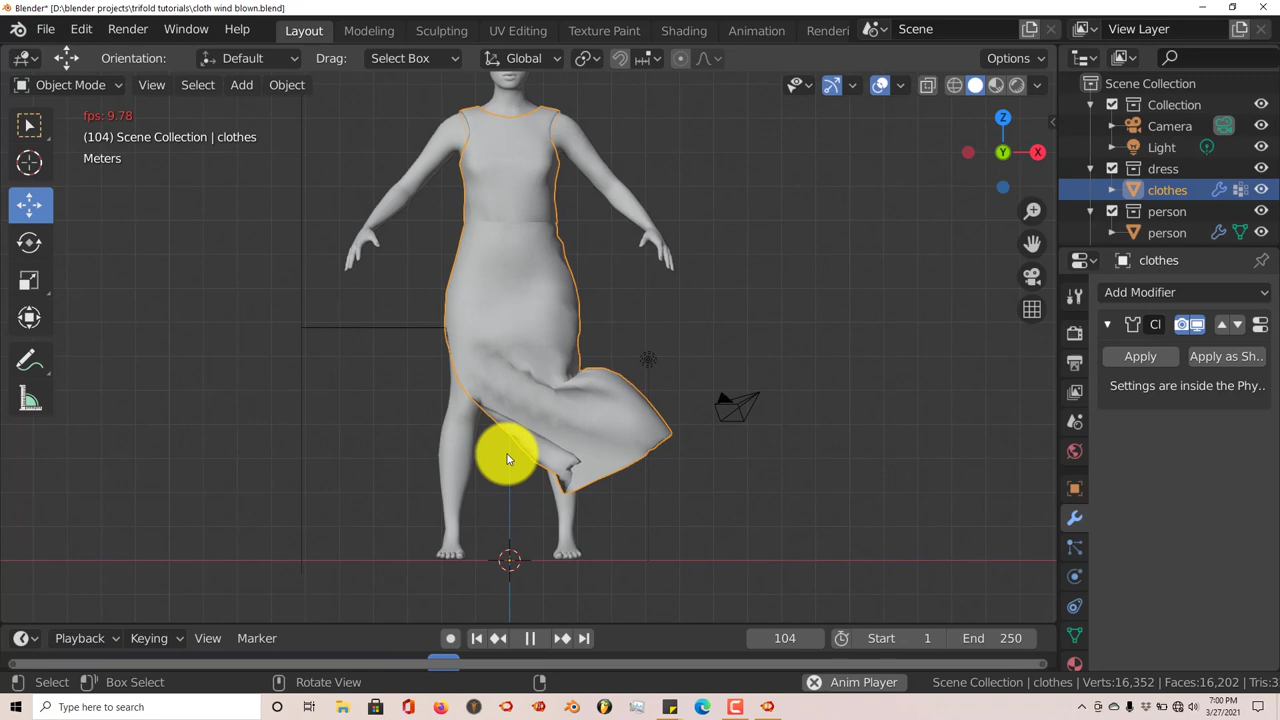 Blender* [D:\blender projects\trifold tutorials\cloth wind blown.blend]
File Edit Render Window Help Layout Modeling Sculpting UV Editing Texture Paint Shading Animation Renderi Scene View Layer
Orientation: Default Drag: Select Box Global Options
Object Mode View Select Add Object
fps: 9.78
(104) Scene Collection | clothes
Meters
Z
Y
X
Scene Collection
Collection
Camera
Light
dress
clothes
person
person
clothes
Add Modifier
Cl
Apply Apply as Sh..
Settings are inside the Phy..
Playback Keying View Marker 104 Start 1 End 250
Select Box Select Rotate View Anim Player Scene Collection | clothes | Verts:16,352 | Faces:16,202 | Tris:3
Type here to search
7:00 PM
3/27/2021